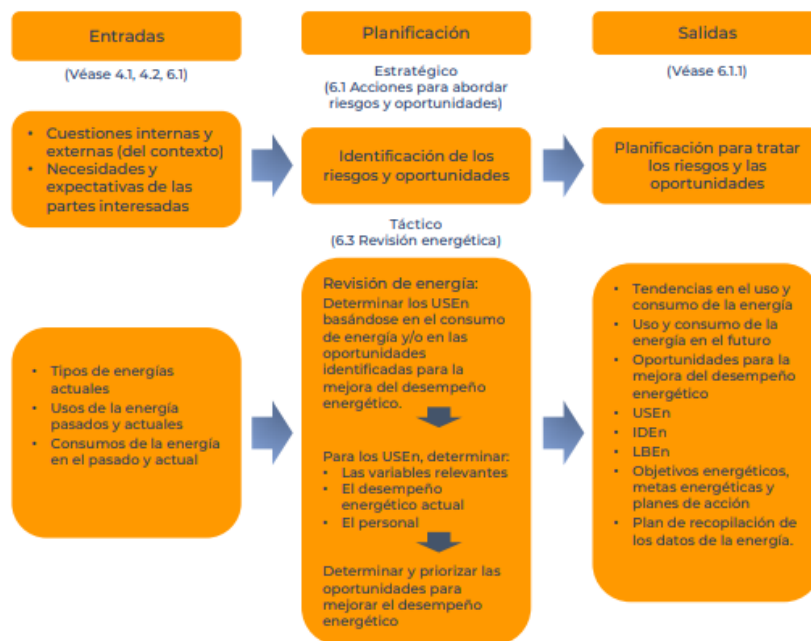 Entradas
Planificación
Salidas
(Véase 4.1, 4.2, 6.1)
Estratégico
(6.1 Acciones para abordar
riesgos y oportunidades)
(Véase 6.1.1)
• Cuestiones internas y
externas (del contexto)
• Necesidades y
expectativas de las
partes interesadas
Identificación de los
riesgos y oportunidades
Planificación para tratar
los riesgos y las
oportunidades
Táctico
(6.3 Revisión energética)
• Tipos de energías
actuales
• Usos de la energía
pasados y actuales
• Consumos de la energía
en el pasado y actual
Revisión de energía:
Determinar los USEn
basándose en el consumo
de energía y/o en las
oportunidades
identificadas para la
mejora del desempeño
energético.
Para los USEn, determinar:
• Las variables relevantes
• El desempeño
energético actual
• El personal
Determinar y priorizar las
oportunidades para
mejorar el desempeño
energético
• Tendencias en el uso y
consumo de la energía
• Uso y consumo de la
energía en el futuro
• Oportunidades para la
mejora del desempeño
energético
• USEn
• IDEn
• LBEn
• Objetivos energéticos,
metas energéticas y
planes de acción
• Plan de recopilación de
los datos de la energía.